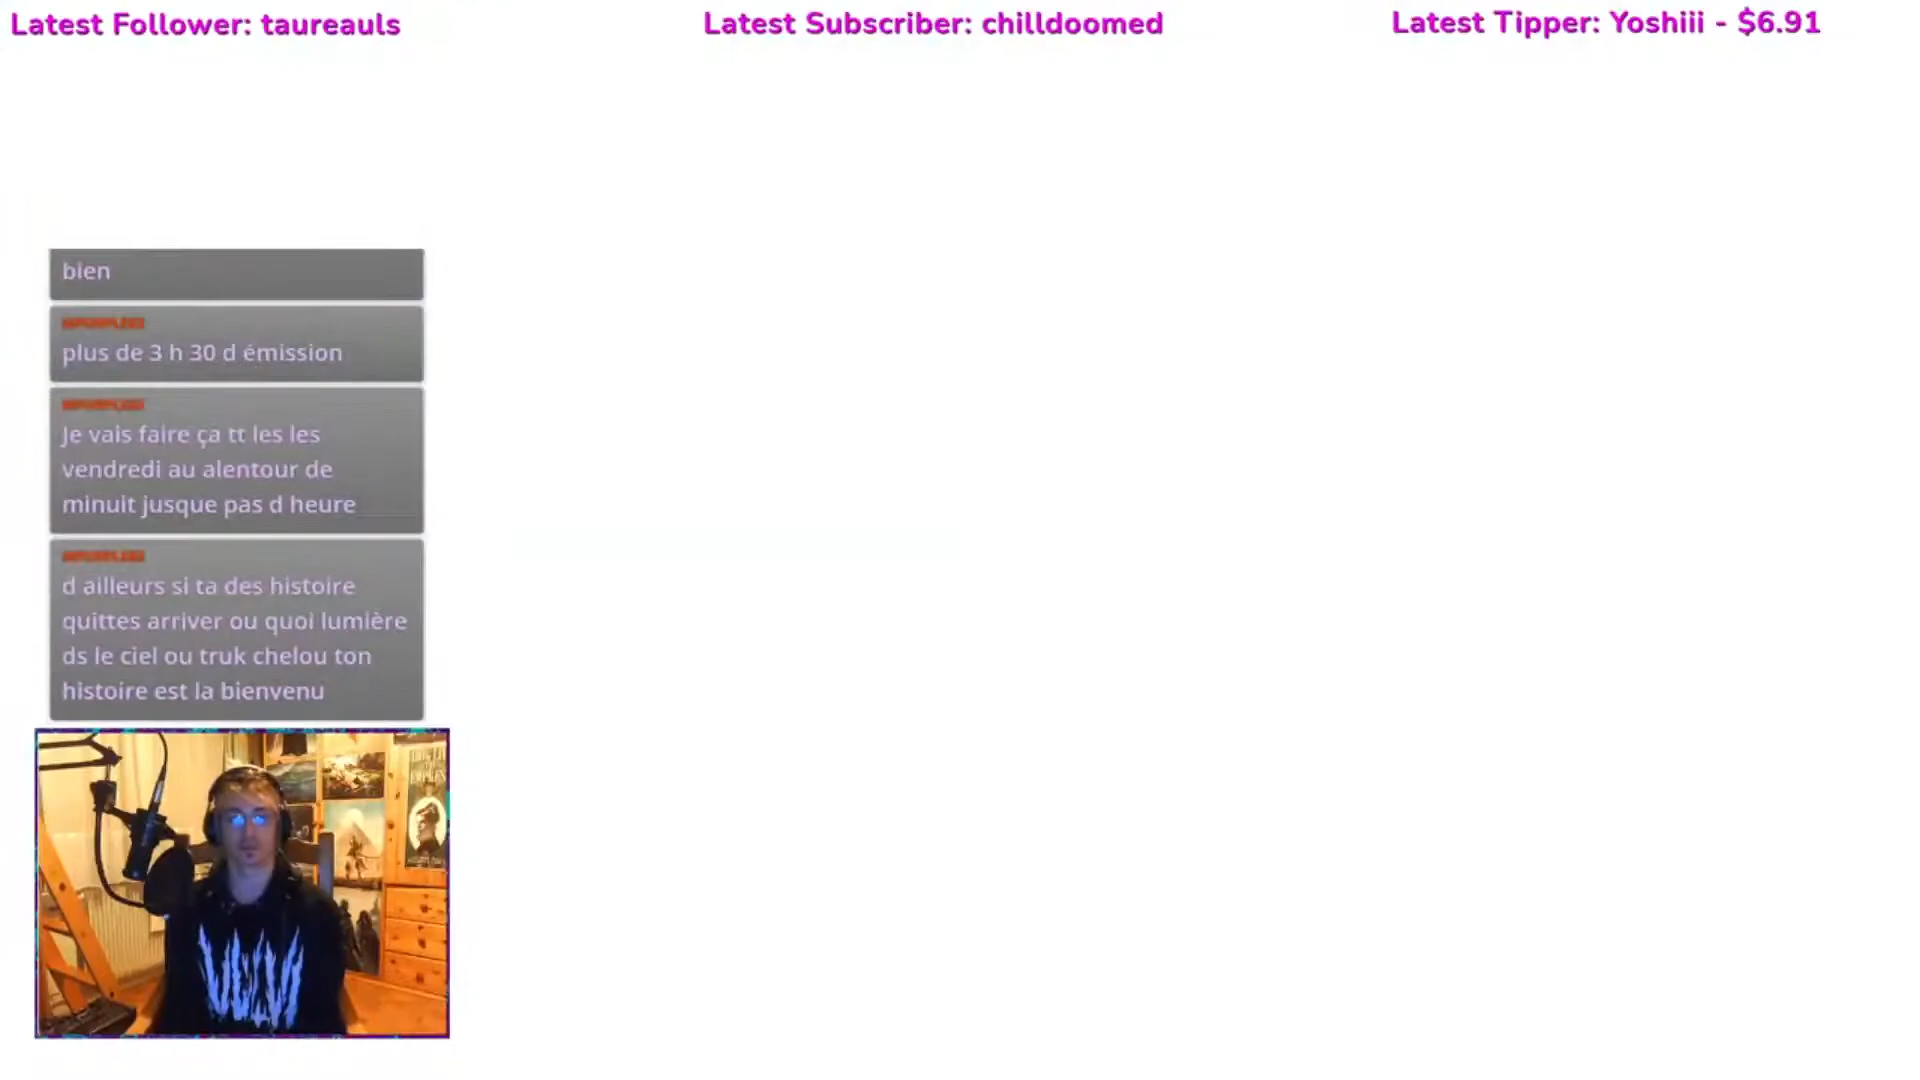 Latest Follower: taureauls
Latest Subscriber: chilldoomed
Latest Tipper: Yoshiii - $6.91
bien
plus de 3 h 30 d émission
Je vais faire ça tt les les
vendredi au alentour de
minuit jusque pas d heure
d ailleurs si ta des histoire
quittes arriver ou quoi lumière
ds le ciel ou truk chelou ton
histoire est la bienvenu